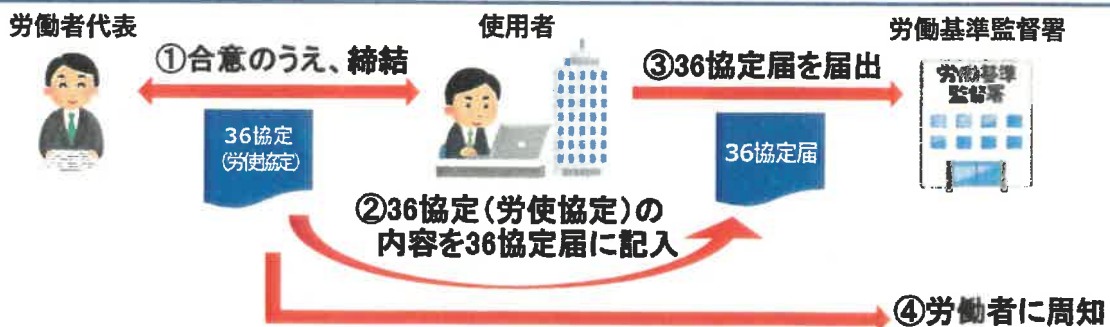 労働者代表
使用者
労働基準監督署
①合意のうえ、締結
③36協定届を届出
労働基準
監督署
36協定
(労使協定)
36協定届
②36協定(労使協定)の
内容を36協定届に記入
④労働者に周知